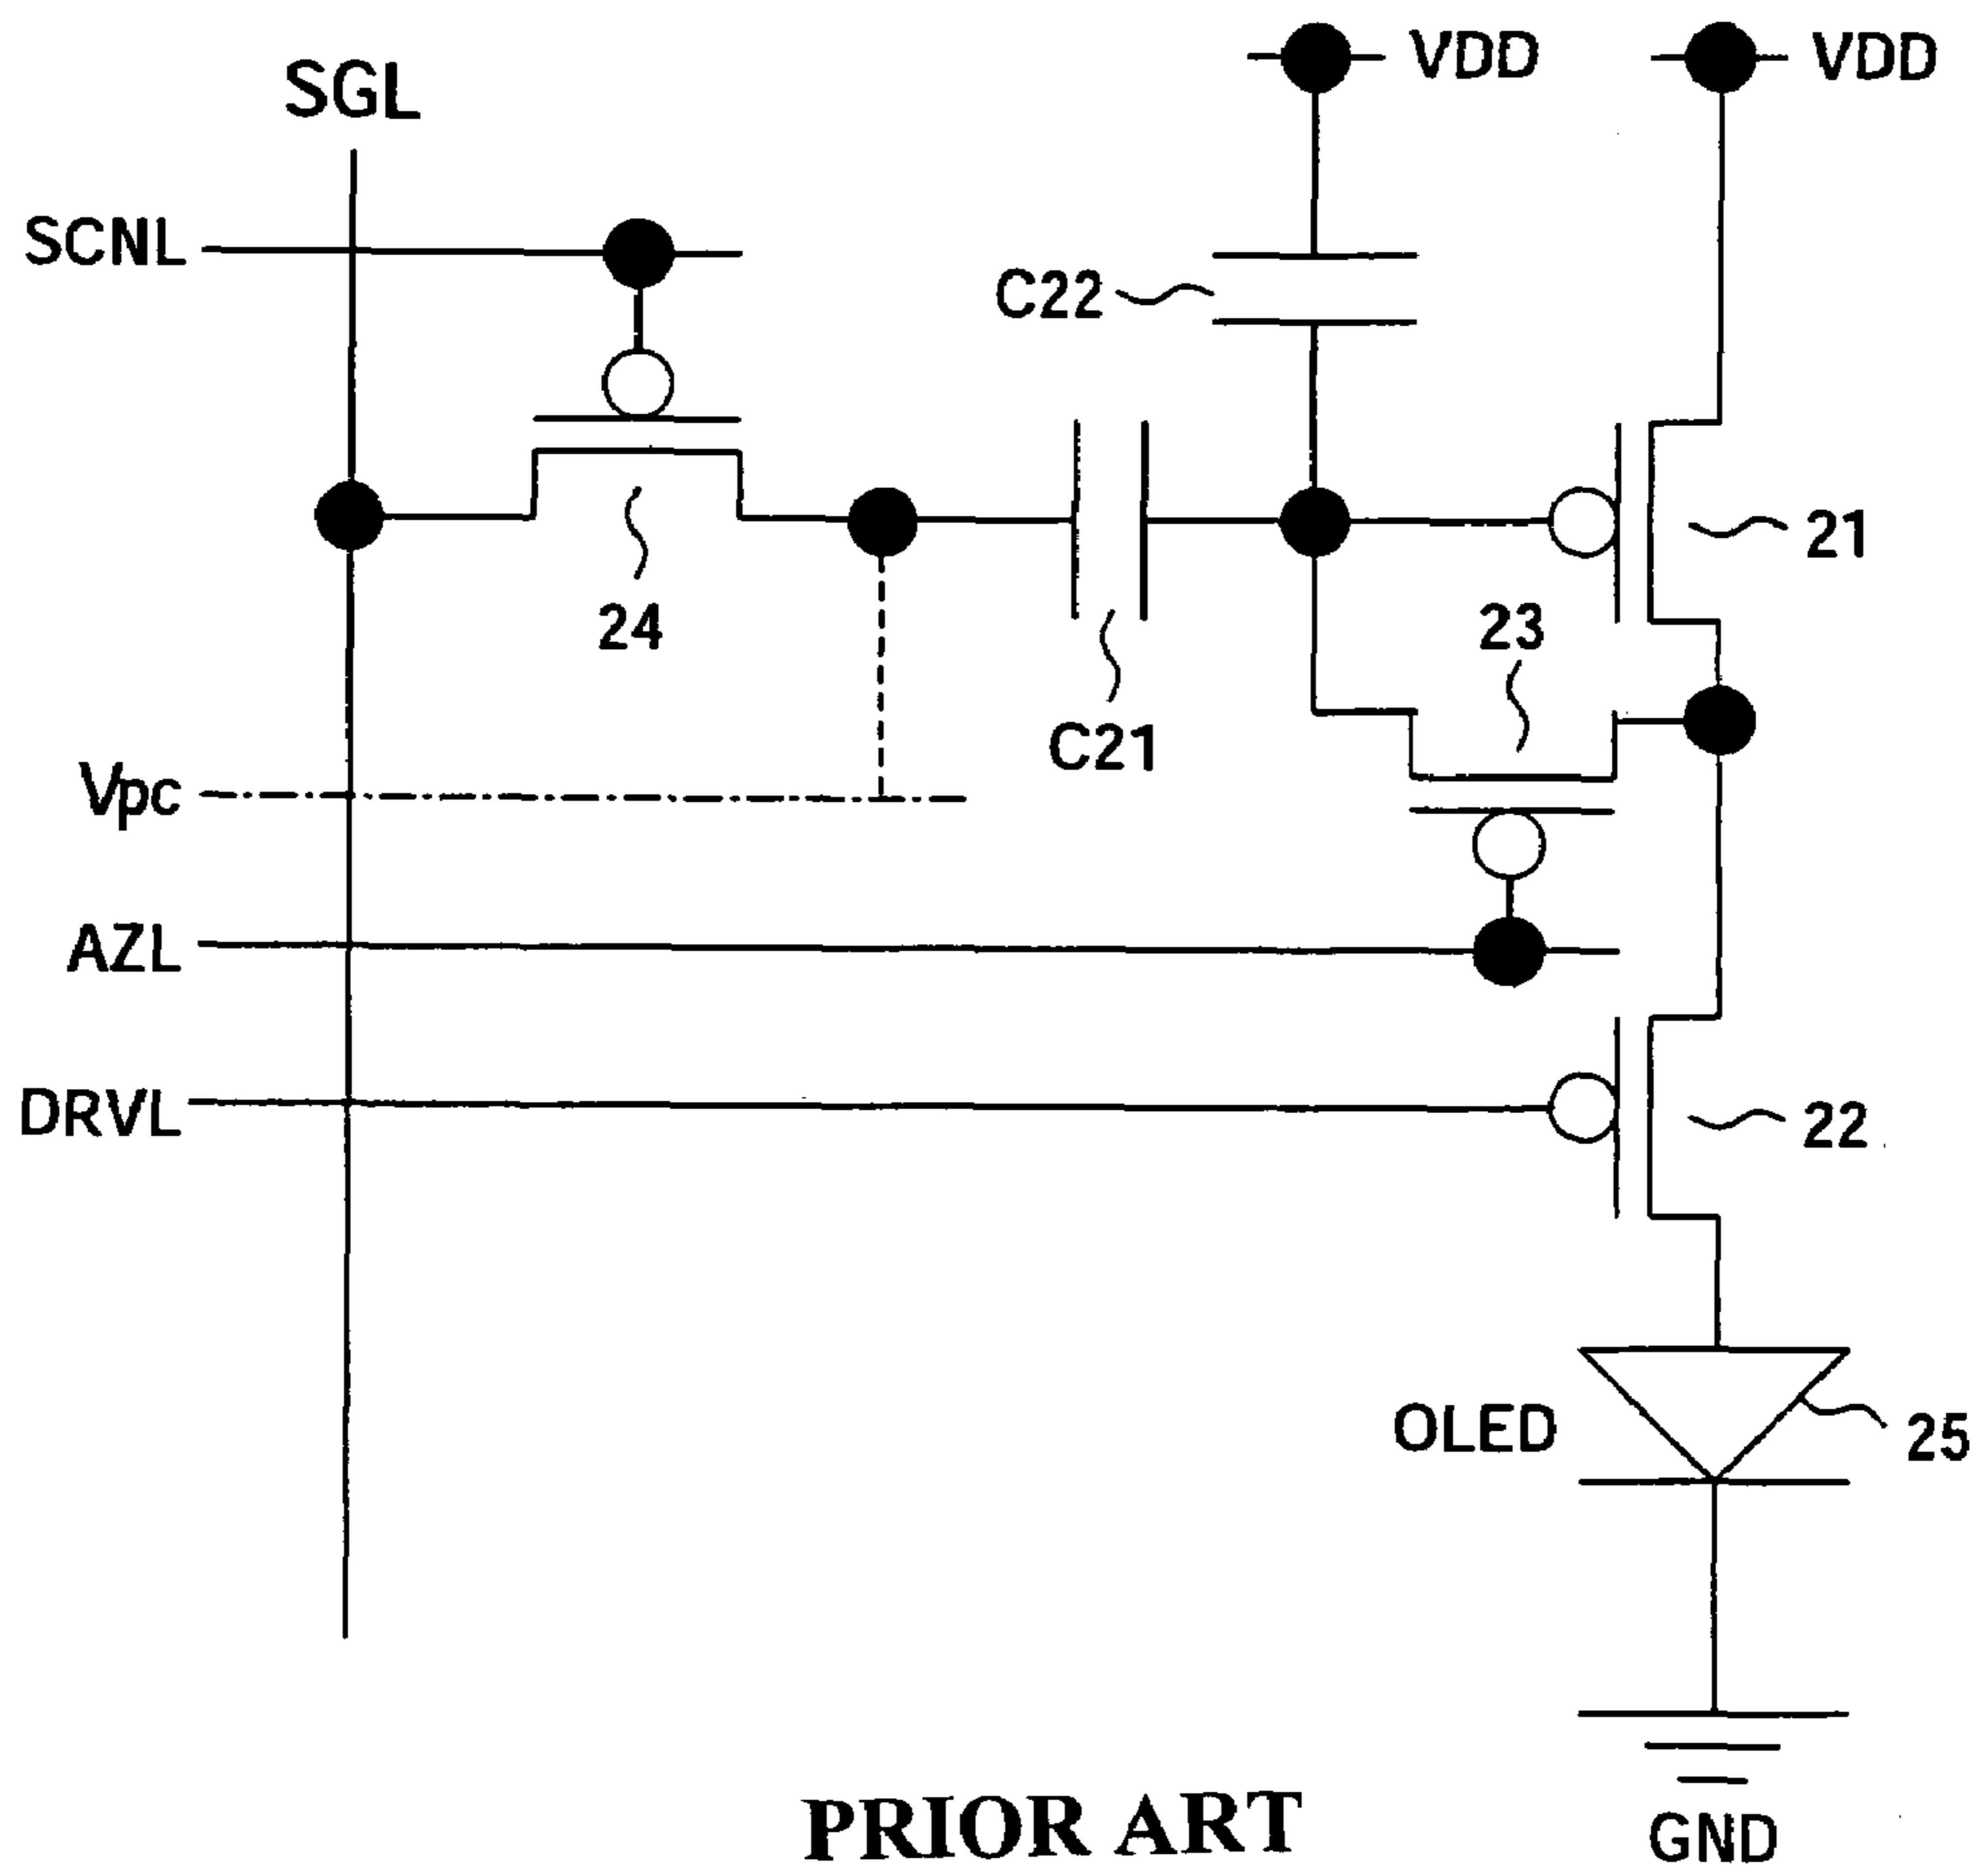 VDD
VDD
SGL
SCNL
C22
21
24
23
C21
Vpc
AZL
DRVL
22
OLED
25
PRIOR ART
GND